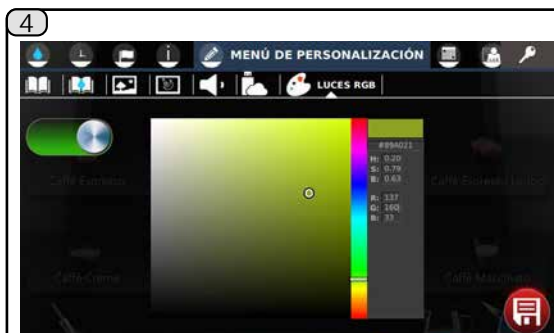 4
MENÚ DE PERSONALIZACIÓN
LUCES RGB
#89A021
H: 0.20
S: 0.79
B: 0.63
R: 137
G: 160
B: 33
Caffè Espresso
Caffè Espresso Lungo
Caffè Creme
Caffè Macchiato